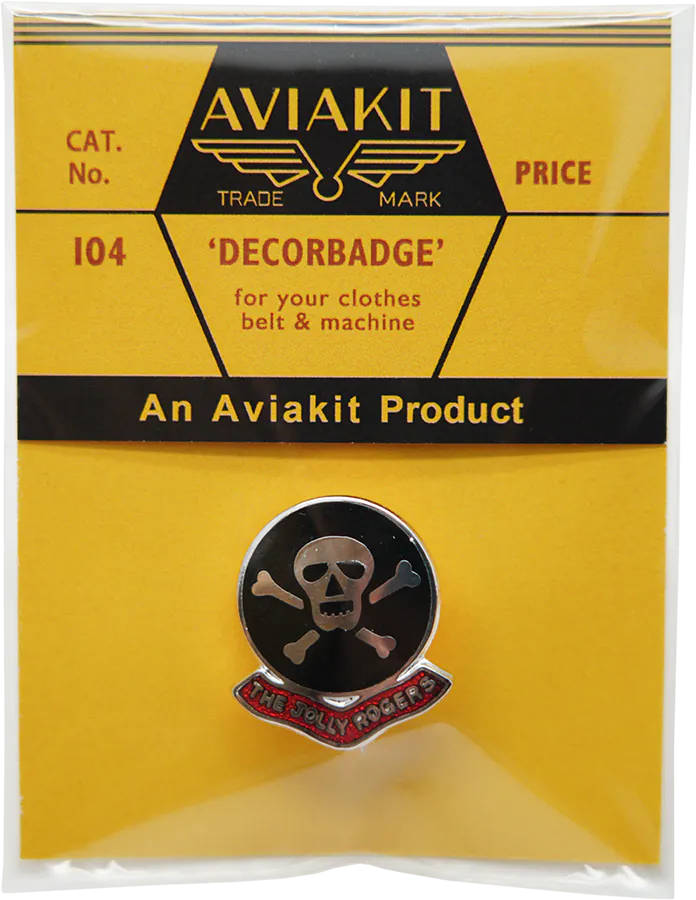 AVIAKIT
TRADE MARK
CAT.
No.
PRICE
104
'DECORBADGE'
for your clothes
belt & machine
An Aviakit Product
THE JOLLY ROGERS